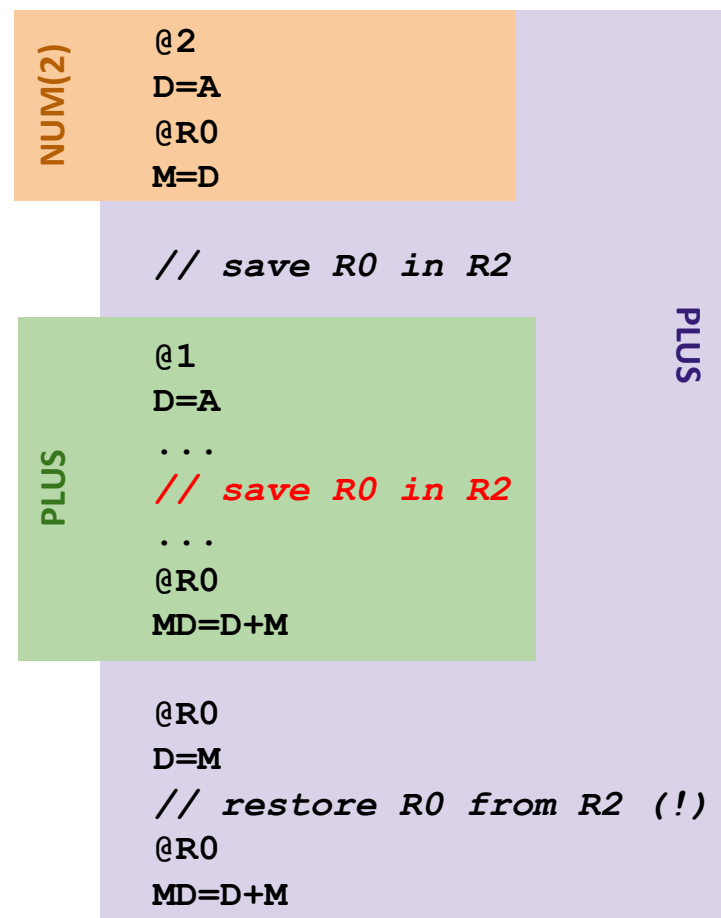 NUM(2)
@2
D=A
@R0
M=D
// save R0 in R2
PLUS
PLUS
@1
D=A
...
// save R0 in R2
...
@R0
MD=D+M
@R0
D=M
// restore R0 from R2 (!)
@R0
MD=D+M